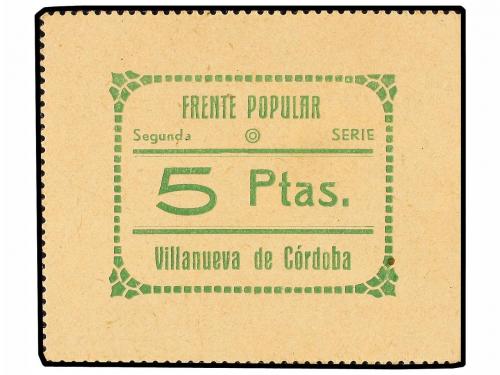 FRENTE POPULAR
Segunda ◎ SERIE
5 Ptas.
Villanueva de Córdoba